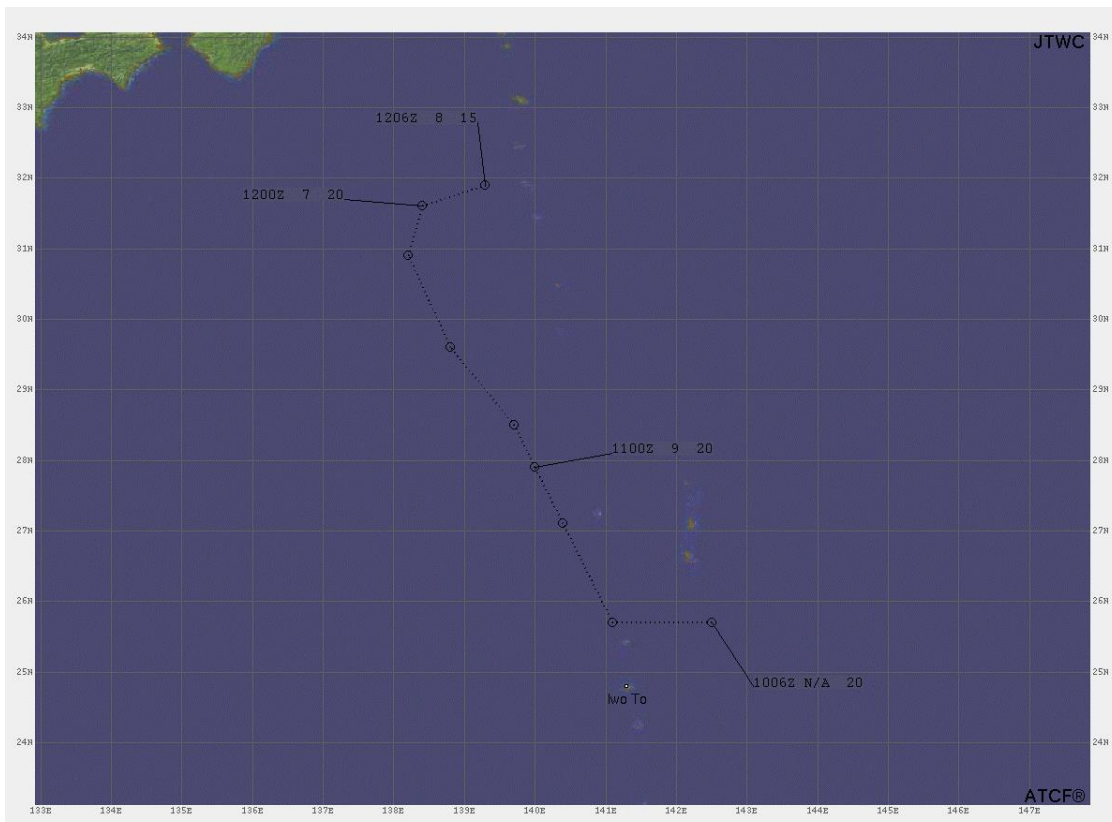 34N 34N
JTWC
33N 33N
1206Z 8 15
32N 32N
1200Z 7 20
31N 31N
30N 30N
29N 29N
1100Z 9 20
28N 28N
27N 27N
26N 26N
25N 25N
1006Z N/A 20
Iwo To
24N 24N
ATCF®
133E 134E 135E 136E 137E 138E 139E 140E 141E 142E 143E 144E 145E 146E 147E